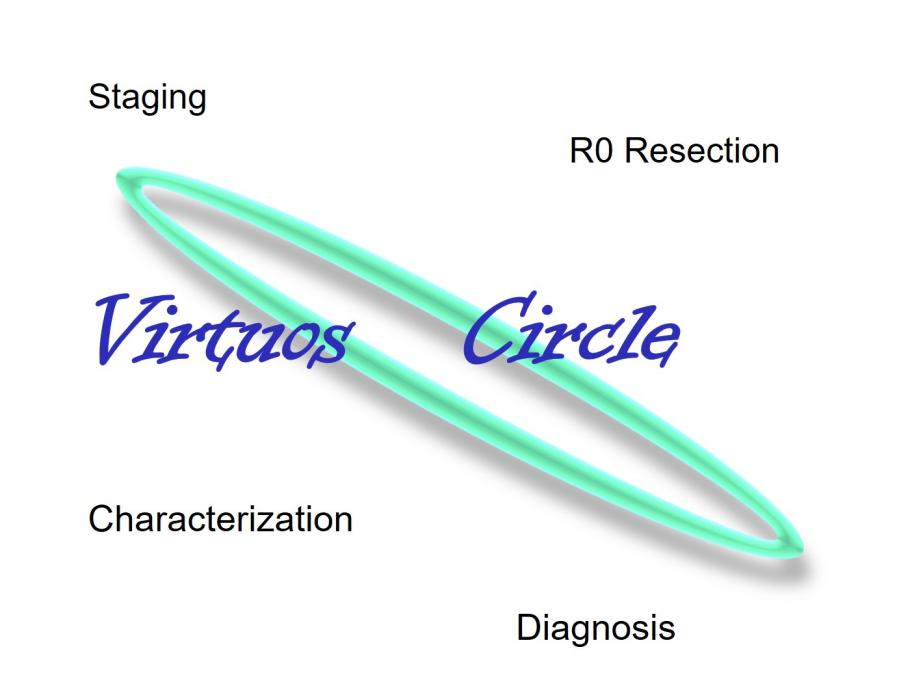 Staging
R0 Resection
Virtuos Circle
Characterization
Diagnosis